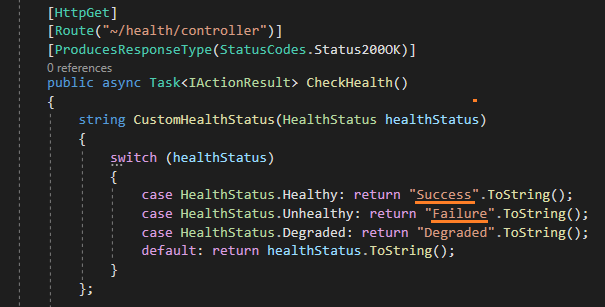 [HttpGet]
[Route("~/health/controller")]
[ProducesResponseType(StatusCodes.Status200OK)]
0 references
public async Task<IActionResult> CheckHealth()
{
string CustomHealthStatus(HealthStatus healthStatus)
{
switch (healthStatus)
{
case HealthStatus.Healthy: return "Success".ToString();
case HealthStatus.Unhealthy: return "Failure".ToString();
case HealthStatus.Degraded: return "Degraded".ToString();
default: return healthStatus.ToString();
}
};